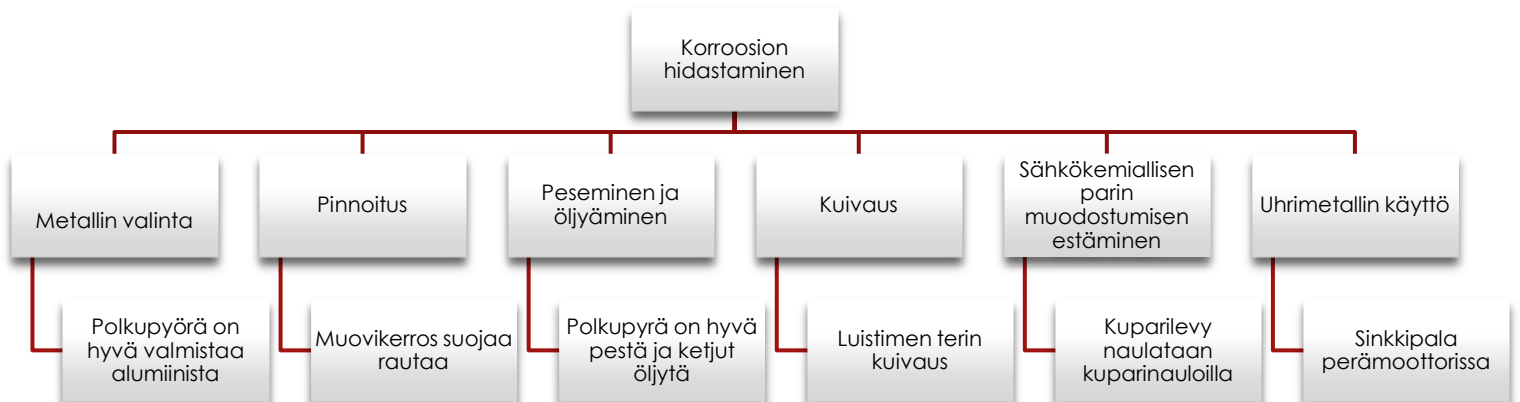 Korroosion
hidastaminen
Metallin valinta
Pinnoitus
Peseminen ja
öljyäminen
Kuivaus
Sähkökemiallisen
parin
muodostumisen
estäminen
Uhrimetallin käyttö
Polkupyörä on
hyvä valmistaa
alumiinista
Muovikerros suojaa
rautaa
Polkupyrä on hyvä
pestä ja ketjut
öljytä
Luistimen terin
kuivaus
Kuparilevy
naulataan
kuparinauloilla
Sinkkipala
perämoottorissa